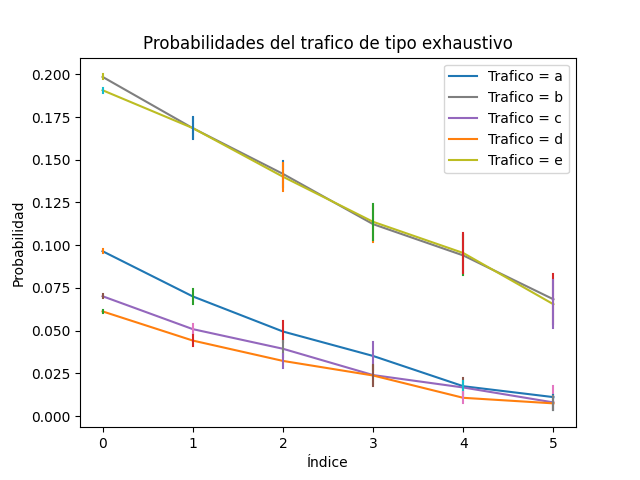 Probabilidades del trafico de tipo exhaustivo
Probabilidad
0.200
0.175
0.150
0.125
0.100
0.075
0.050
0.025
0.000
Trafico = a
Trafico = b
Trafico = c
Trafico = d
Trafico = e
0 1 2 3 4 5
Índice